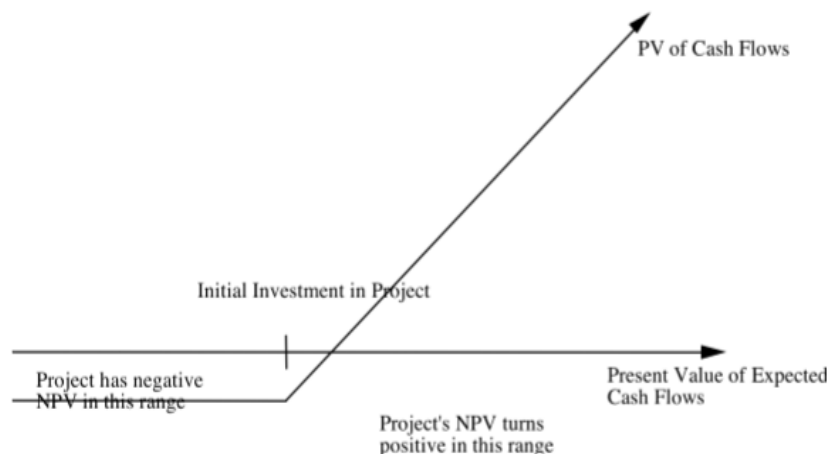 PV of Cash Flows
Initial Investment in Project
Project has negative
NPV in this range
Present Value of Expected
Cash Flows
Project's NPV turns
positive in this range